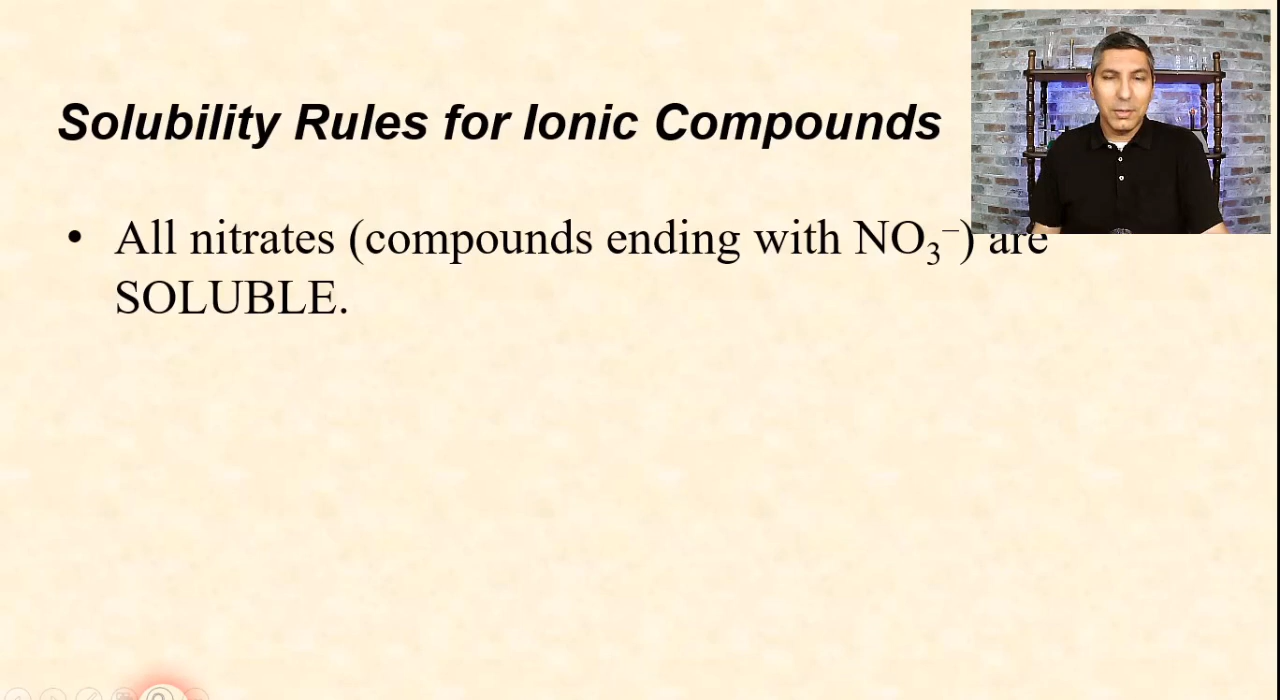 Solubility Rules for Ionic Compounds
• All nitrates (compounds ending with NO₃⁻) are
SOLUBLE.